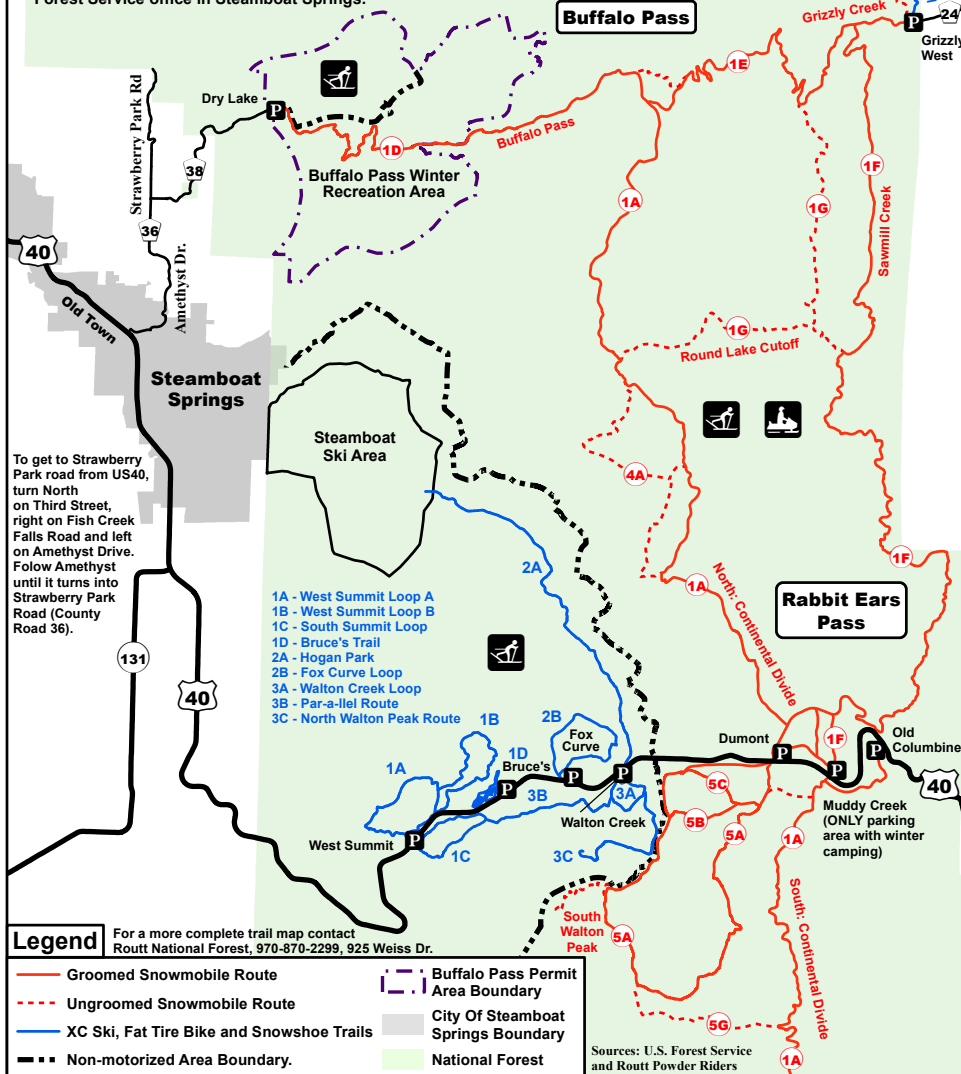 Forest Service office in Steamboat Springs.
Buffalo Pass
Grizzly Creek
P
24
Grizzly
West
1E
Strawberry Park Rd
Dry Lake
P
1D
Buffalo Pass
38
Buffalo Pass Winter
Recreation Area
1A
1F
1G
Sawmill Creek
36
40
Amethyst Dr.
Old Town
1G
Round Lake Cutoff
Steamboat
Springs
Steamboat
Ski Area
To get to Strawberry
Park road from US40,
turn North
on Third Street,
right on Fish Creek
Falls Road and left
on Amethyst Drive.
Folow Amethyst
until it turns into
Strawberry Park
Road (County
Road 36).
4A
1F
2A
1A
North: Continental Divide
Rabbit Ears
Pass
1A - West Summit Loop A
1B - West Summit Loop B
1C - South Summit Loop
1D - Bruce's Trail
2A - Hogan Park
2B - Fox Curve Loop
3A - Walton Creek Loop
3B - Par-a-llel Route
3C - North Walton Peak Route
131
40
1B
2B
Fox
Curve
1D
Bruce's
P
P
P
1A
3B
3A
Walton Creek
Dumont
P
1F
P
P
Old
Columbine
40
5C
5B
5A
Muddy Creek
(ONLY parking
area with winter
camping)
1A
West Summit
P
1C
3C
South
Walton
Peak
5A
South: Continental Divide
5G
1A
Legend
For a more complete trail map contact
Routt National Forest, 970-870-2299, 925 Weiss Dr.
Groomed Snowmobile Route
Ungroomed Snowmobile Route
XC Ski, Fat Tire Bike and Snowshoe Trails
Non-motorized Area Boundary.
Buffalo Pass Permit
Area Boundary
City Of Steamboat
Springs Boundary
National Forest
Sources: U.S. Forest Service
and Routt Powder Riders